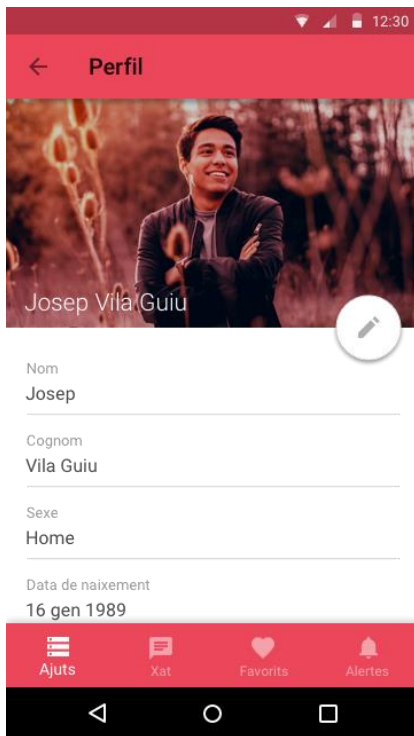 12:30
Perfil
Josep Vila Guiu
Nom
Josep
Cognom
Vila Guiu
Sexe
Home
Data de naixement
16 gen 1989
Ajuts Xat Favorits Alertes